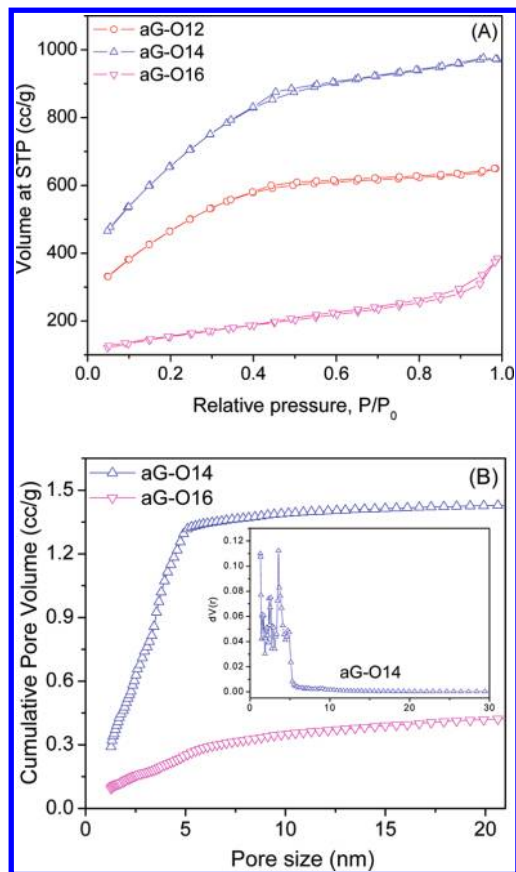 (A)
aG-O12
aG-O14
aG-O16
1000
800
600
400
200
Volume at STP (cc/g)
0.0 0.2 0.4 0.6 0.8 1.0
Relative pressure, P/P0
(B)
aG-O14
aG-O16
1.5
1.2
0.9
0.6
0.3
0.0
Cumulative Pore Volume (cc/g)
0.12
0.10
0.08
0.06
0.04
0.02
0.00
dV(r)
aG-O14
0 10 20 30
0 5 10 15 20
Pore size (nm)